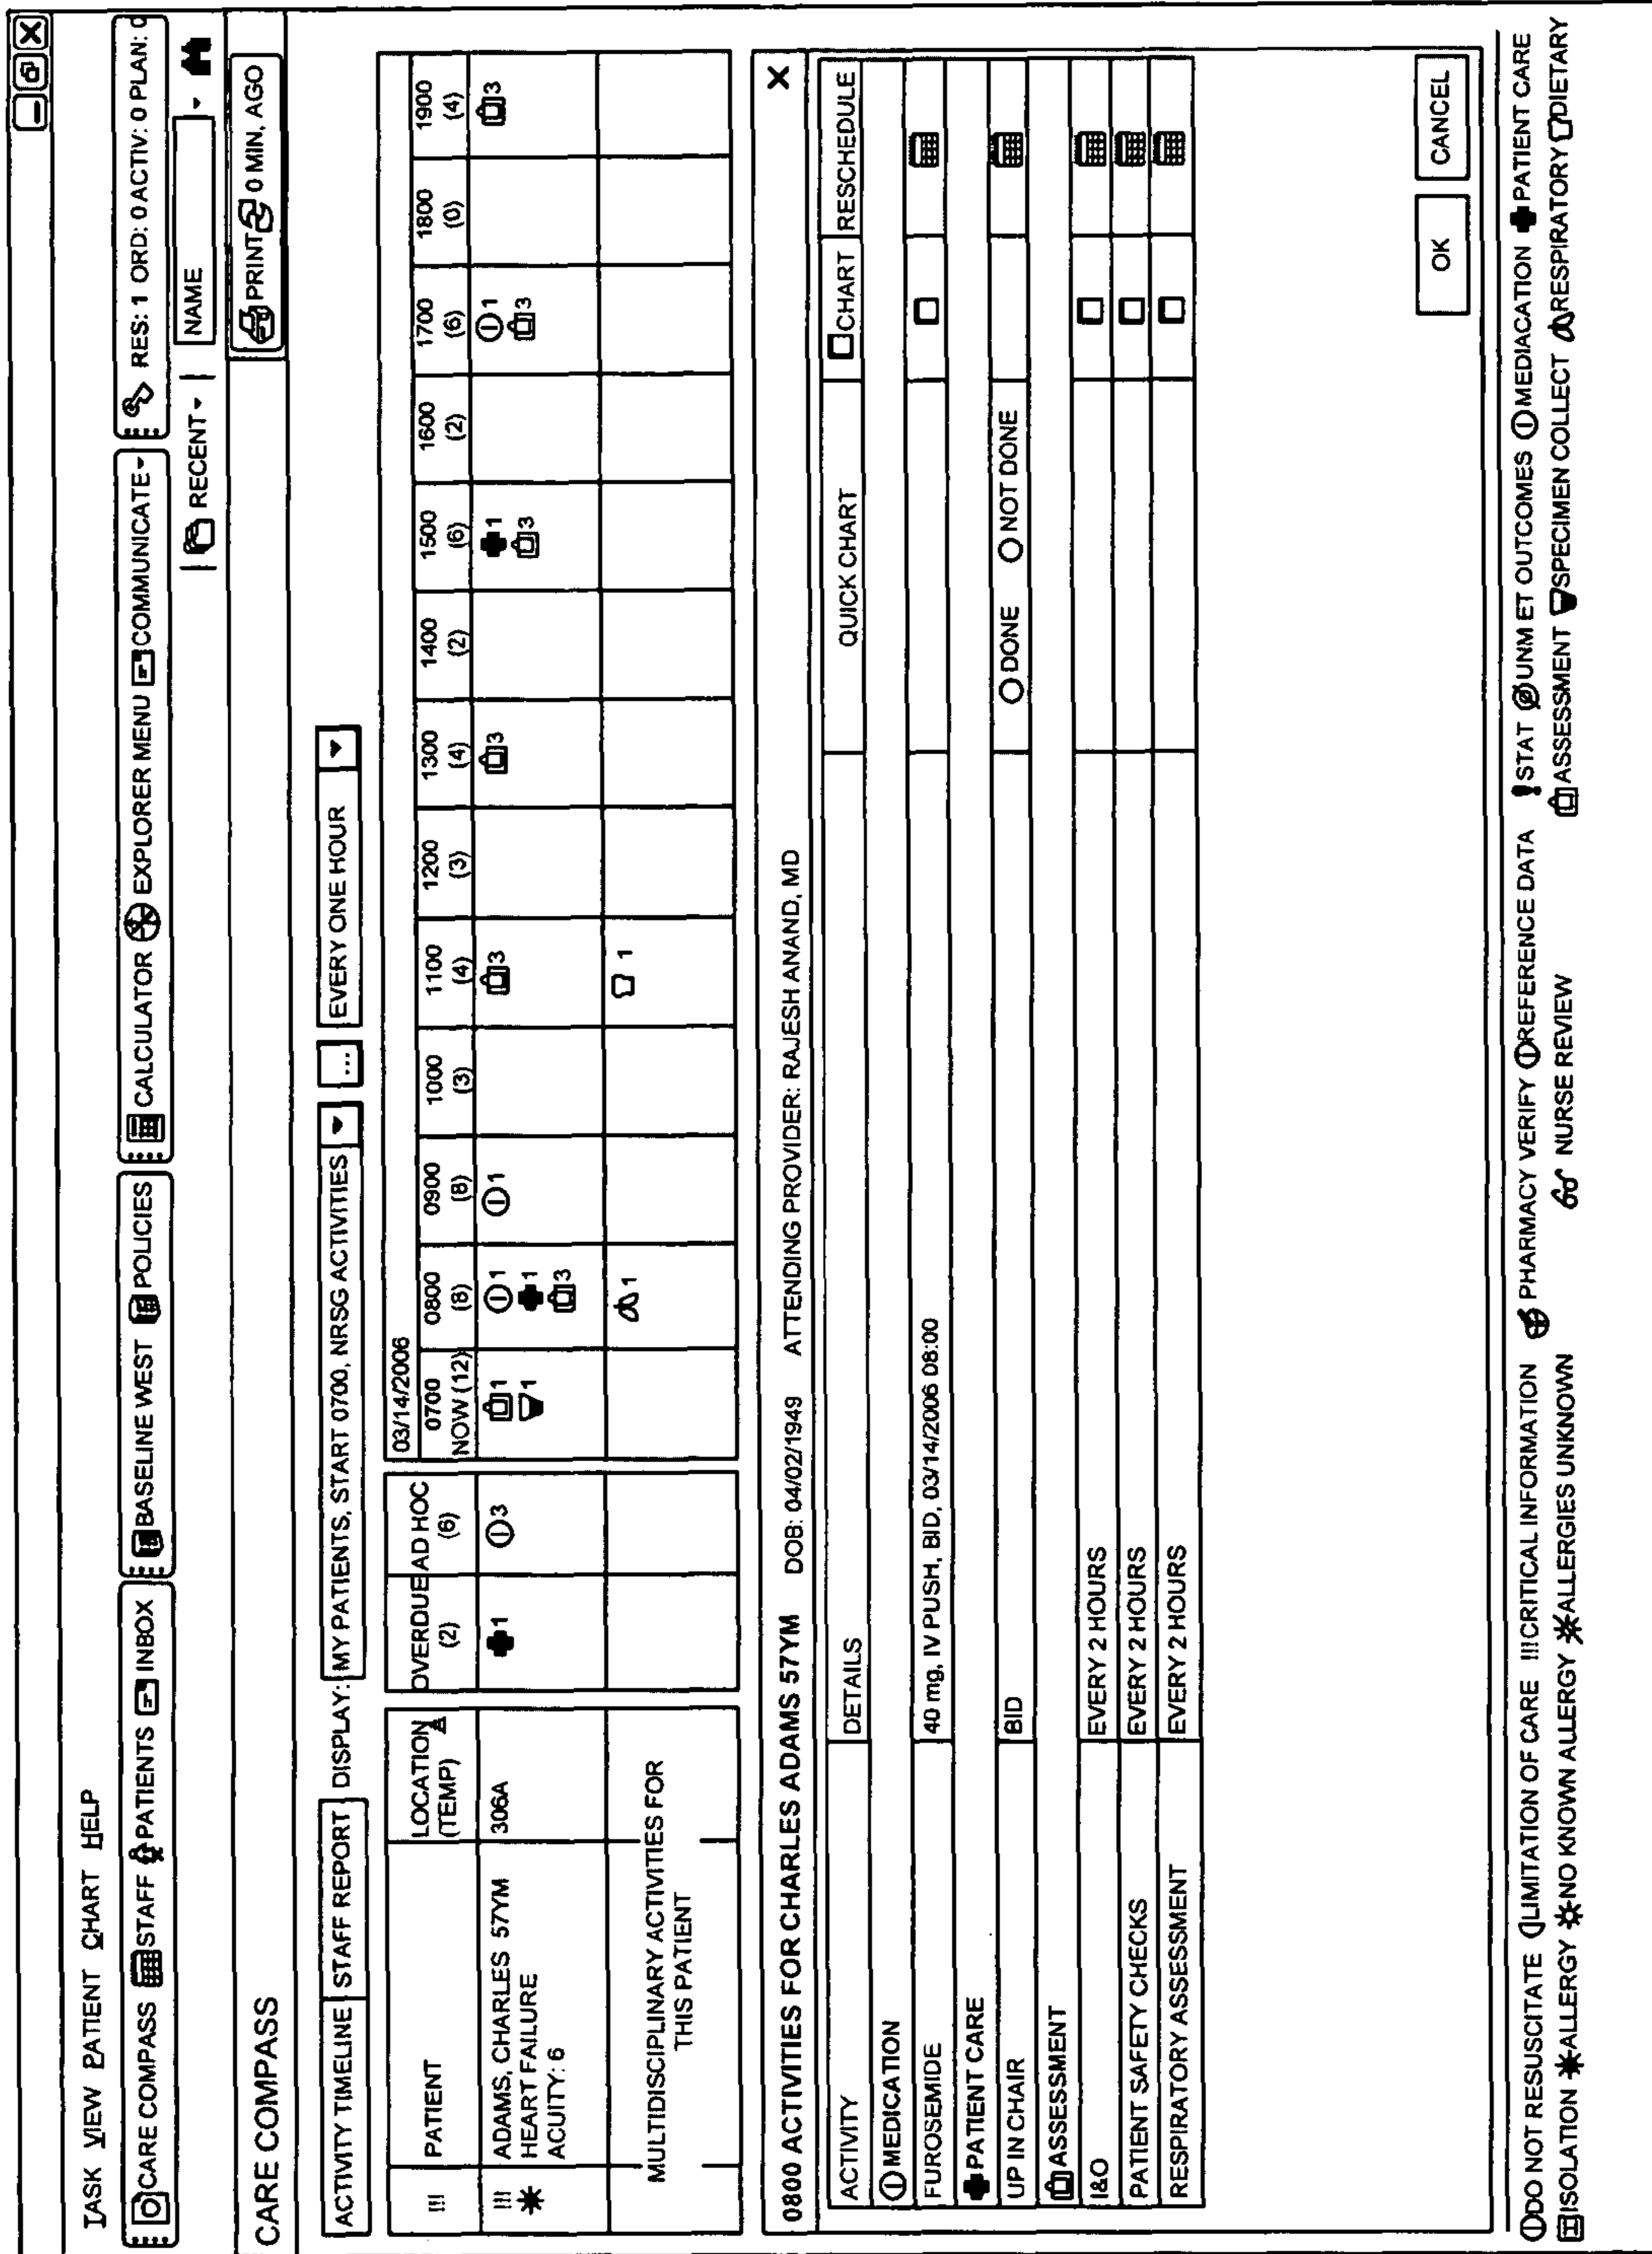 TASK VIEW PATIENT CHART HELP
CARE COMPASS STAFF PATIENTS INBOX BASELINE WEST POLICIES CALCULATOR EXPLORER MENU COMMUNICATE RES: 1 ORD: 0 ACTIV: 0 PLAN:
RECENT NAME
CARE COMPASS PRINT 0 MIN, AGO
ACTIVITY TIMELINE STAFF REPORT DISPLAY: MY PATIENTS, START 0700, NRSG ACTIVITIES ... EVERY ONE HOUR
03/14/2006
!!! PATIENT LOCATION OVERDUE AD HOC 0700 0800 0900 1000 1100 1200 1300 1400 1500 1600 1700 1800 1900
(TEMP) (2) (6) NOW (12) (8) (8) (3) (4) (3) (4) (2) (6) (2) (6) (0) (4)
!!! ADAMS, CHARLES 57YM 306A 1 3 1 1 1 3 3 1 1 3
HEART FAILURE 1 1 3 3
ACUITY: 6 3
MULTIDISCIPLINARY ACTIVITIES FOR 1 1
THIS PATIENT
0800 ACTIVITIES FOR CHARLES ADAMS 57YM DOB: 04/02/1949 ATTENDING PROVIDER: RAJESH ANAND, MD X
ACTIVITY DETAILS QUICK CHART CHART RESCHEDULE
MEDICATION
FUROSEMIDE 40 mg, IV PUSH, BID, 03/14/2006 08:00
PATIENT CARE
UP IN CHAIR BID DONE NOT DONE
ASSESSMENT
I&O EVERY 2 HOURS
PATIENT SAFETY CHECKS EVERY 2 HOURS
RESPIRATORY ASSESSMENT EVERY 2 HOURS
OK CANCEL
DO NOT RESUSCITATE LIMITATION OF CARE !!!CRITICAL INFORMATION PHARMACY VERIFY REFERENCE DATA STAT UNM ET OUTCOMES MEDIACATION PATIENT CARE
ISOLATION ALLERGY NO KNOWN ALLERGY ALLERGIES UNKNOWN NURSE REVIEW ASSESSMENT SPECIMEN COLLECT RESPIRATORY DIETARY